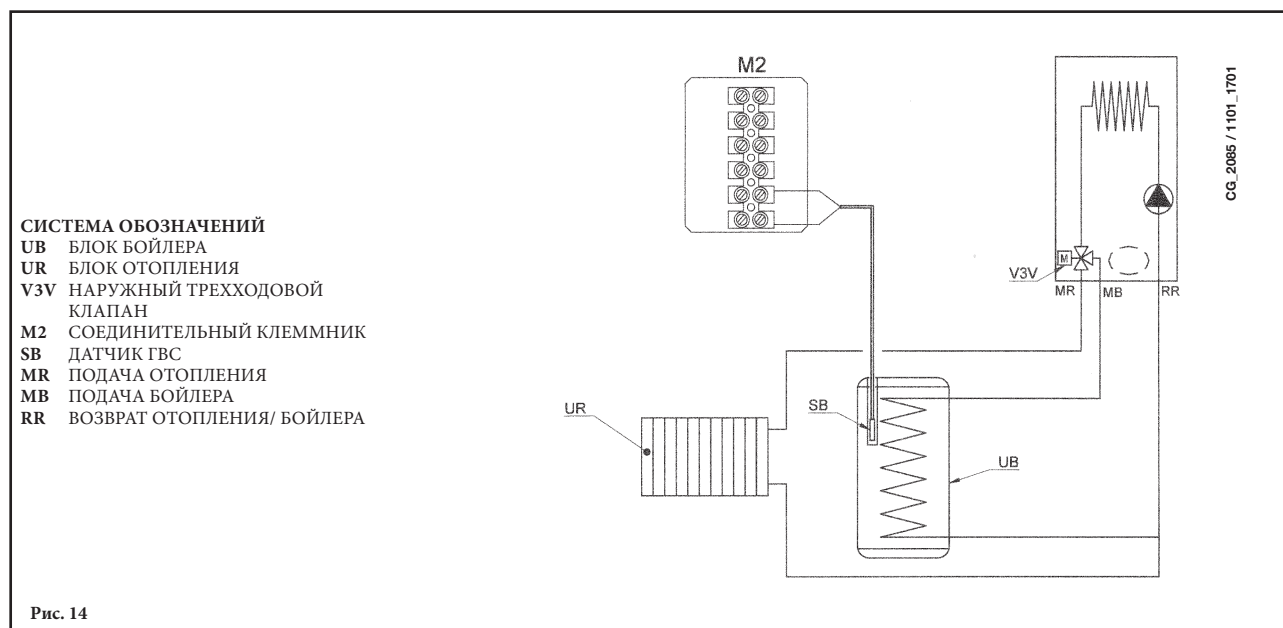 M2
CG_2085 / 1101_1701
СИСТЕМА ОБОЗНАЧЕНИЙ
UB БЛОК БОЙЛЕРА
UR БЛОК ОТОПЛЕНИЯ
V3V НАРУЖНЫЙ ТРЕХХОДОВОЙ
КЛАПАН
M2 СОЕДИНИТЕЛЬНЫЙ КЛЕММНИК
SB ДАТЧИК ГВС
MR ПОДАЧА ОТОПЛЕНИЯ
MB ПОДАЧА БОЙЛЕРА
RR ВОЗВРАТ ОТОПЛЕНИЯ/ БОЙЛЕРА
M
V3V
MR
MB
RR
UR
SB
UB
Рис. 14